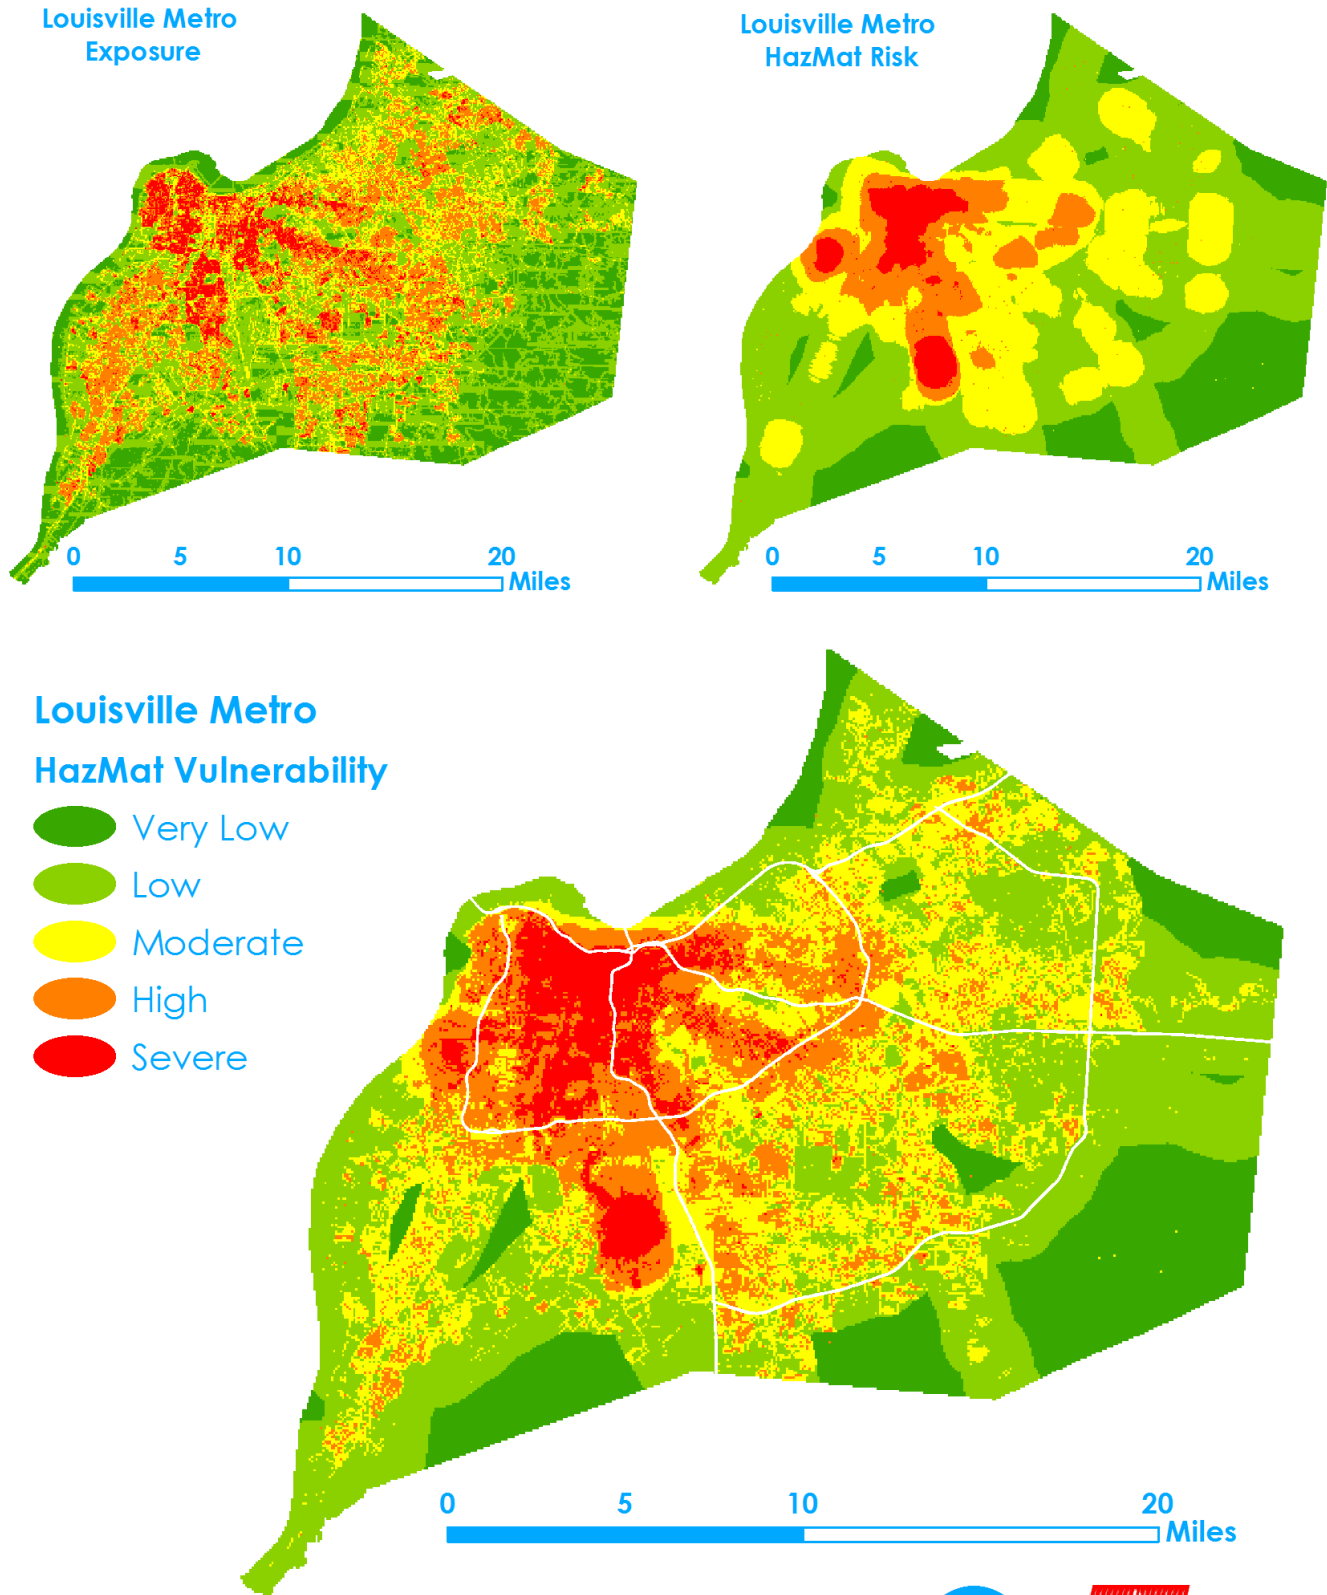 Louisville Metro
Exposure
Louisville Metro
HazMat Risk
0 5 10 20
Miles
0 5 10 20
Miles
Louisville Metro
HazMat Vulnerability
Very Low
Low
Moderate
High
Severe
0 5 10 20
Miles